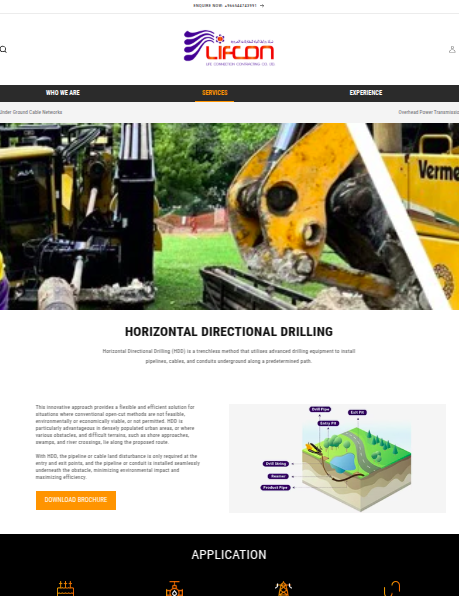 ENQUIRE NOW: +966544743951 →
LIFCON
LIFE CONNECTION CONTRACTING CO. LTD.
WHO WE ARE
SERVICES
EXPERIENCE
Under Ground Cable Networks
Overhead Power Transmission
Verme
HORIZONTAL DIRECTIONAL DRILLING
Horizontal Directional Drilling (HDD) is a trenchless method that utilises advanced drilling equipment to install
pipelines, cables, and conduits underground along a predetermined path.
This innovative approach provides a flexible and efficient solution for
situations where conventional open-cut methods are not feasible,
environmentally or economically viable, or not permitted. HDD is
particularly advantageous in densely populated urban areas, or where
various obstacles, and difficult terrains, such as shore approaches,
swamps, and river crossings, lie along the proposed route.
With HDD, the pipeline or cable land disturbance is only required at the
entry and exit points, and the pipeline or conduit is installed seamlessly
underneath the obstacle, minimizing environmental impact and
maximizing efficiency.
DOWNLOAD BROCHURE
Drill Pipe
Exit Pit
Entry Pit
Drill String
Reamer
Product Pipe
APPLICATION